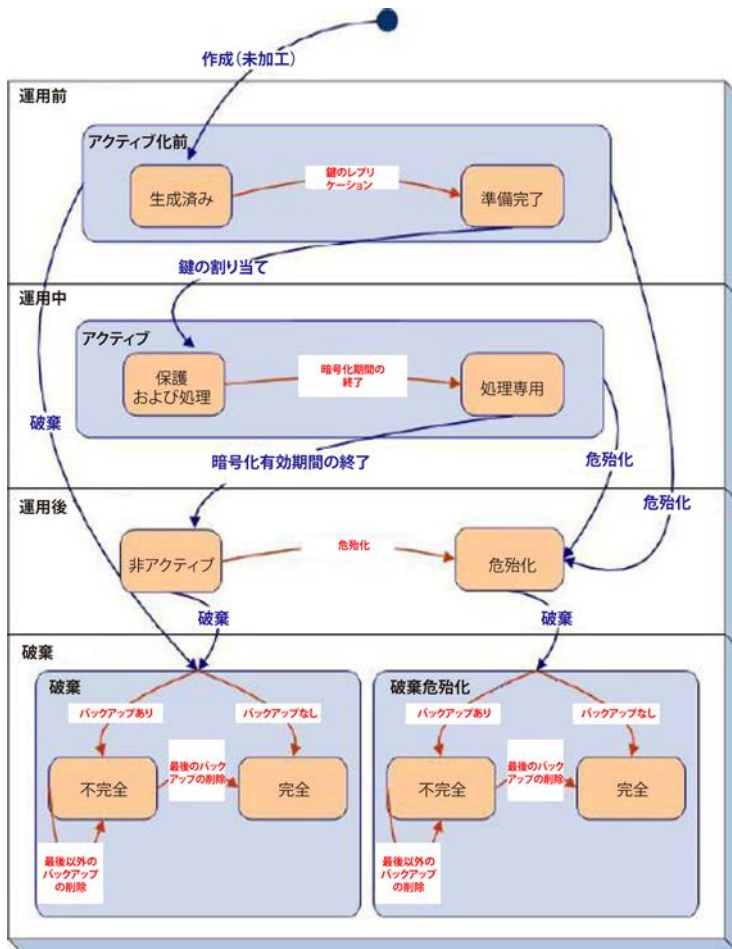 作成(未加工)
運用前
アクティブ化前
生成済み
鍵のレプリ
ケーション
準備完了
鍵の割り当て
運用中
アクティブ
保護
および処理
暗号化期間の
終了
処理専用
破棄
暗号化有効期間の終了
危殆化
危殆化
運用後
非アクティブ
危殆化
危殆化
破棄
破棄
破棄
破棄
バックアップあり
バックアップなし
不完全
最後のバック
アップの削除
完全
最後以外の
バックアップ
の削除
破棄危殆化
バックアップあり
バックアップなし
不完全
最後のバック
アップの削除
完全
最後以外の
バックアップ
の削除